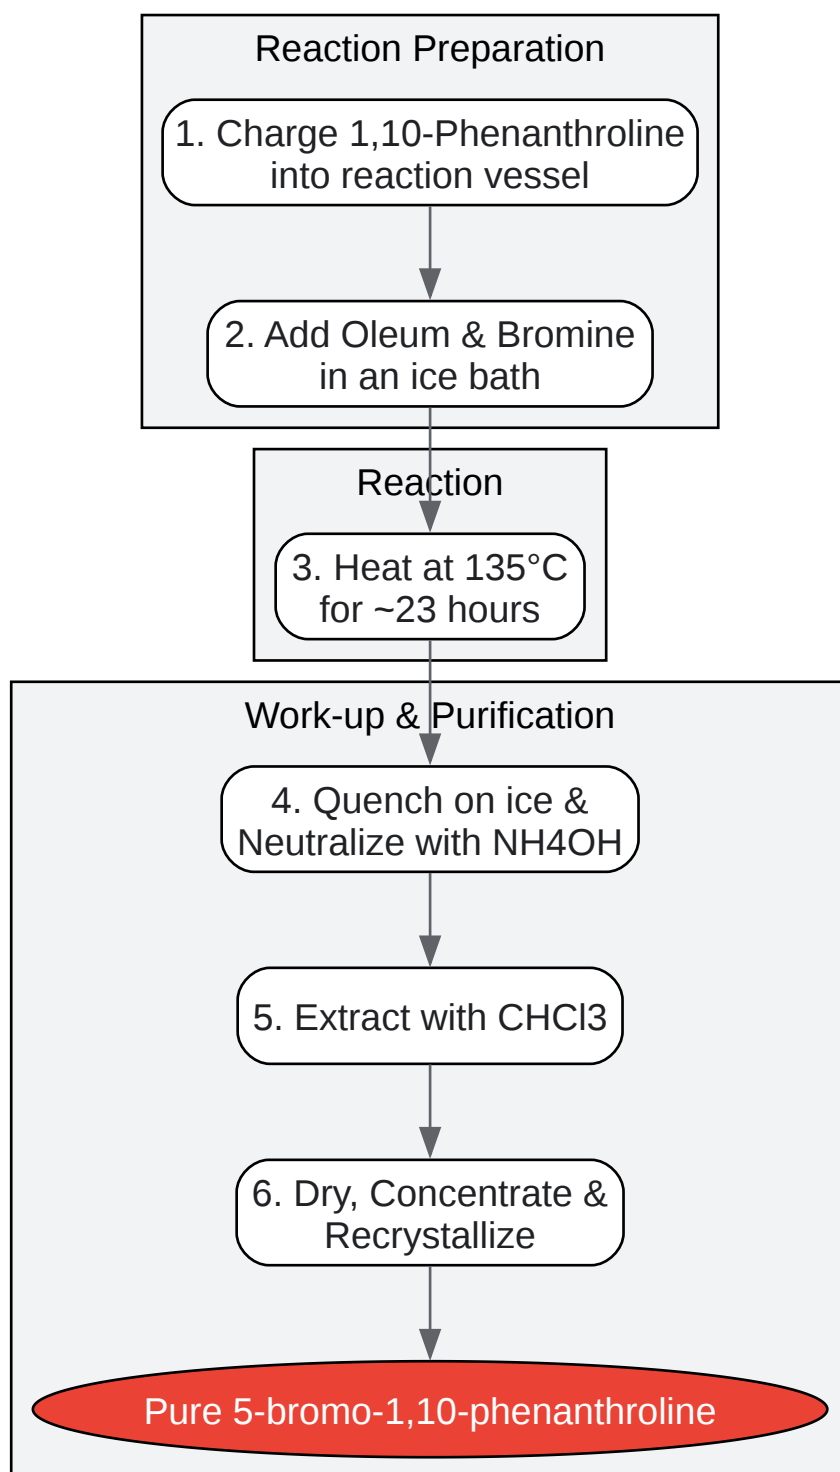 Reaction Preparation
1. Charge 1,10-Phenanthroline
into reaction vessel
2. Add Oleum & Bromine
in an ice bath
Reaction
3. Heat at 135°C
for ~23 hours
Work-up & Purification
4. Quench on ice &
Neutralize with NH4OH
5. Extract with CHCl3
6. Dry, Concentrate &
Recrystallize
Pure 5-bromo-1,10-phenanthroline